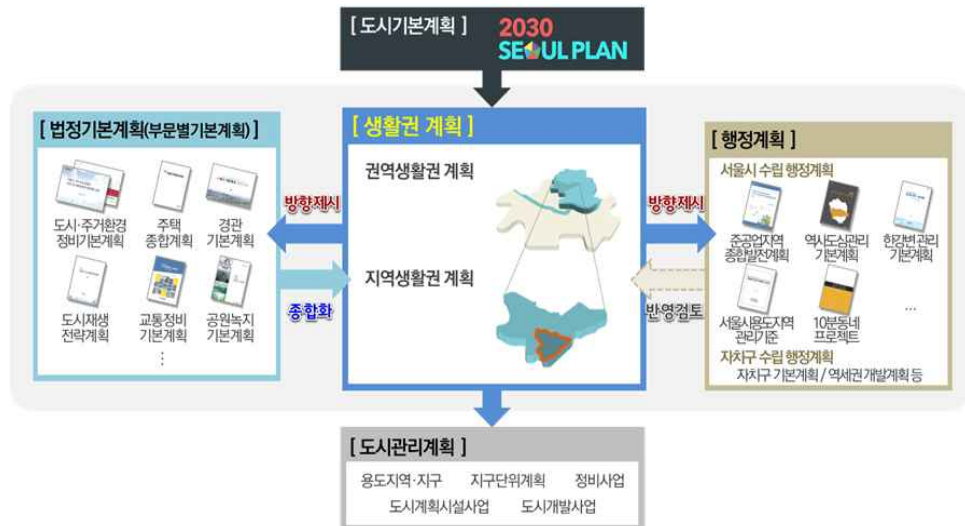 [ 도시기본계획 ]
2030
SEOUL PLAN
[ 법정기본계획(부문별기본계획) ]
도시·주거환경
정비기본계획
주택
종합계획
경관
기본계획
도시재생
전략계획
교통정비
기본계획
공원녹지
기본계획
⋮
방향제시
종합화
[ 생활권 계획 ]
권역생활권 계획
지역생활권 계획
방향제시
반영검토
[ 행정계획 ]
서울시 수립 행정계획
준공업지역
종합발전계획
역사도심관리
기본계획
한강변 관리
기본계획
서울시용도지역
관리기준
10분동네
프로젝트
…
자치구 수립 행정계획
자치구 기본계획 / 역세권 개발계획 등
[ 도시관리계획 ]
용도지역·지구 지구단위계획 정비사업
도시계획시설사업 도시개발사업